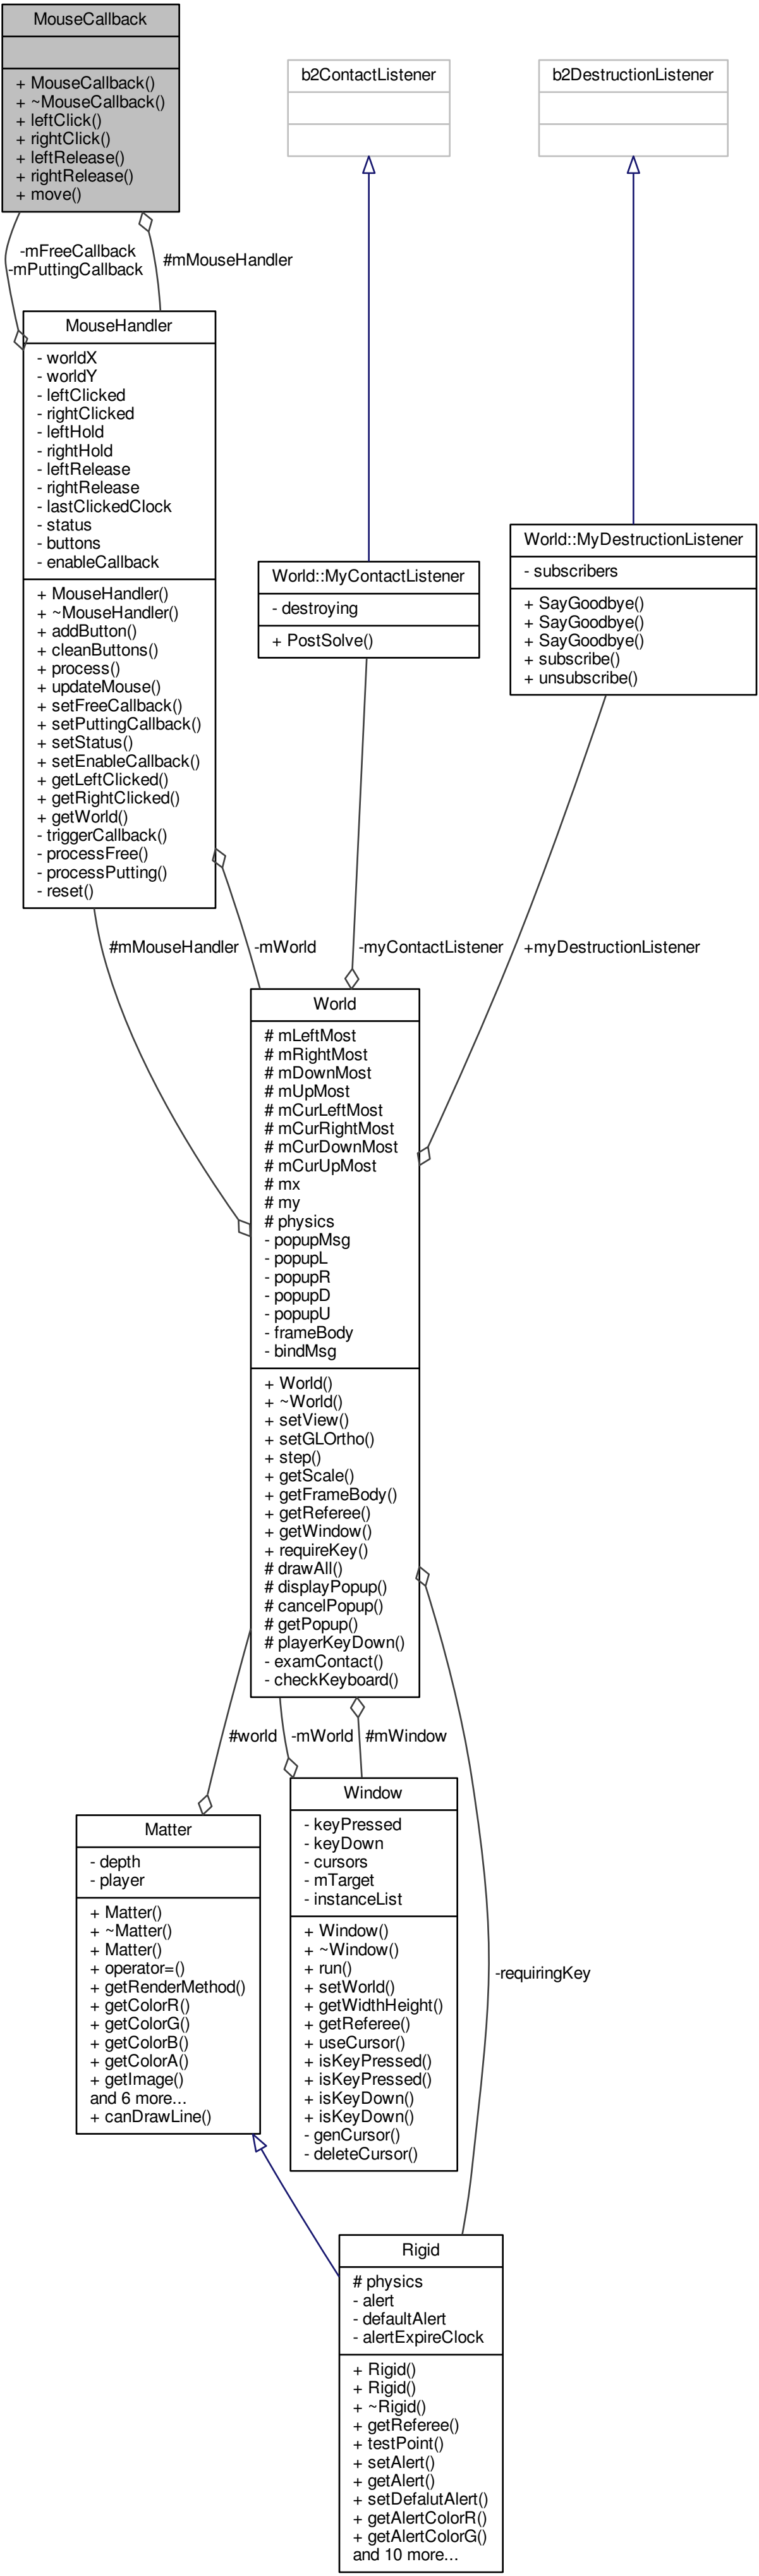 MouseCallback
+ MouseCallback()
+ ~MouseCallback()
+ leftClick()
+ rightClick()
+ leftRelease()
+ rightRelease()
+ move()
b2ContactListener
b2DestructionListener
-mFreeCallback
-mPuttingCallback
#mMouseHandler
MouseHandler
- worldX
- worldY
- leftClicked
- rightClicked
- leftHold
- rightHold
- leftRelease
- rightRelease
- lastClickedClock
- status
- buttons
- enableCallback
+ MouseHandler()
+ ~MouseHandler()
+ addButton()
+ cleanButtons()
+ process()
+ updateMouse()
+ setFreeCallback()
+ setPuttingCallback()
+ setStatus()
+ setEnableCallback()
+ getLeftClicked()
+ getRightClicked()
+ getWorld()
- triggerCallback()
- processFree()
- processPutting()
- reset()
World::MyContactListener
- destroying
+ PostSolve()
World::MyDestructionListener
- subscribers
+ SayGoodbye()
+ SayGoodbye()
+ SayGoodbye()
+ subscribe()
+ unsubscribe()
#mMouseHandler
-mWorld
-myContactListener
+myDestructionListener
World
# mLeftMost
# mRightMost
# mDownMost
# mUpMost
# mCurLeftMost
# mCurRightMost
# mCurDownMost
# mCurUpMost
# mx
# my
# physics
- popupMsg
- popupL
- popupR
- popupD
- popupU
- frameBody
- bindMsg
+ World()
+ ~World()
+ setView()
+ setGLOrtho()
+ step()
+ getScale()
+ getFrameBody()
+ getReferee()
+ getWindow()
+ requireKey()
# drawAll()
# displayPopup()
# cancelPopup()
# getPopup()
# playerKeyDown()
- examContact()
- checkKeyboard()
#world
-mWorld
#mWindow
Matter
- depth
- player
+ Matter()
+ ~Matter()
+ Matter()
+ operator=()
+ getRenderMethod()
+ getColorR()
+ getColorG()
+ getColorB()
+ getColorA()
+ getImage()
and 6 more...
+ canDrawLine()
Window
- keyPressed
- keyDown
- cursors
- mTarget
- instanceList
+ Window()
+ ~Window()
+ run()
+ setWorld()
+ getWidthHeight()
+ getReferee()
+ useCursor()
+ isKeyPressed()
+ isKeyPressed()
+ isKeyDown()
+ isKeyDown()
- genCursor()
- deleteCursor()
-requiringKey
Rigid
# physics
- alert
- defaultAlert
- alertExpireClock
+ Rigid()
+ Rigid()
+ ~Rigid()
+ getReferee()
+ testPoint()
+ setAlert()
+ getAlert()
+ setDefalutAlert()
+ getAlertColorR()
+ getAlertColorG()
and 10 more...